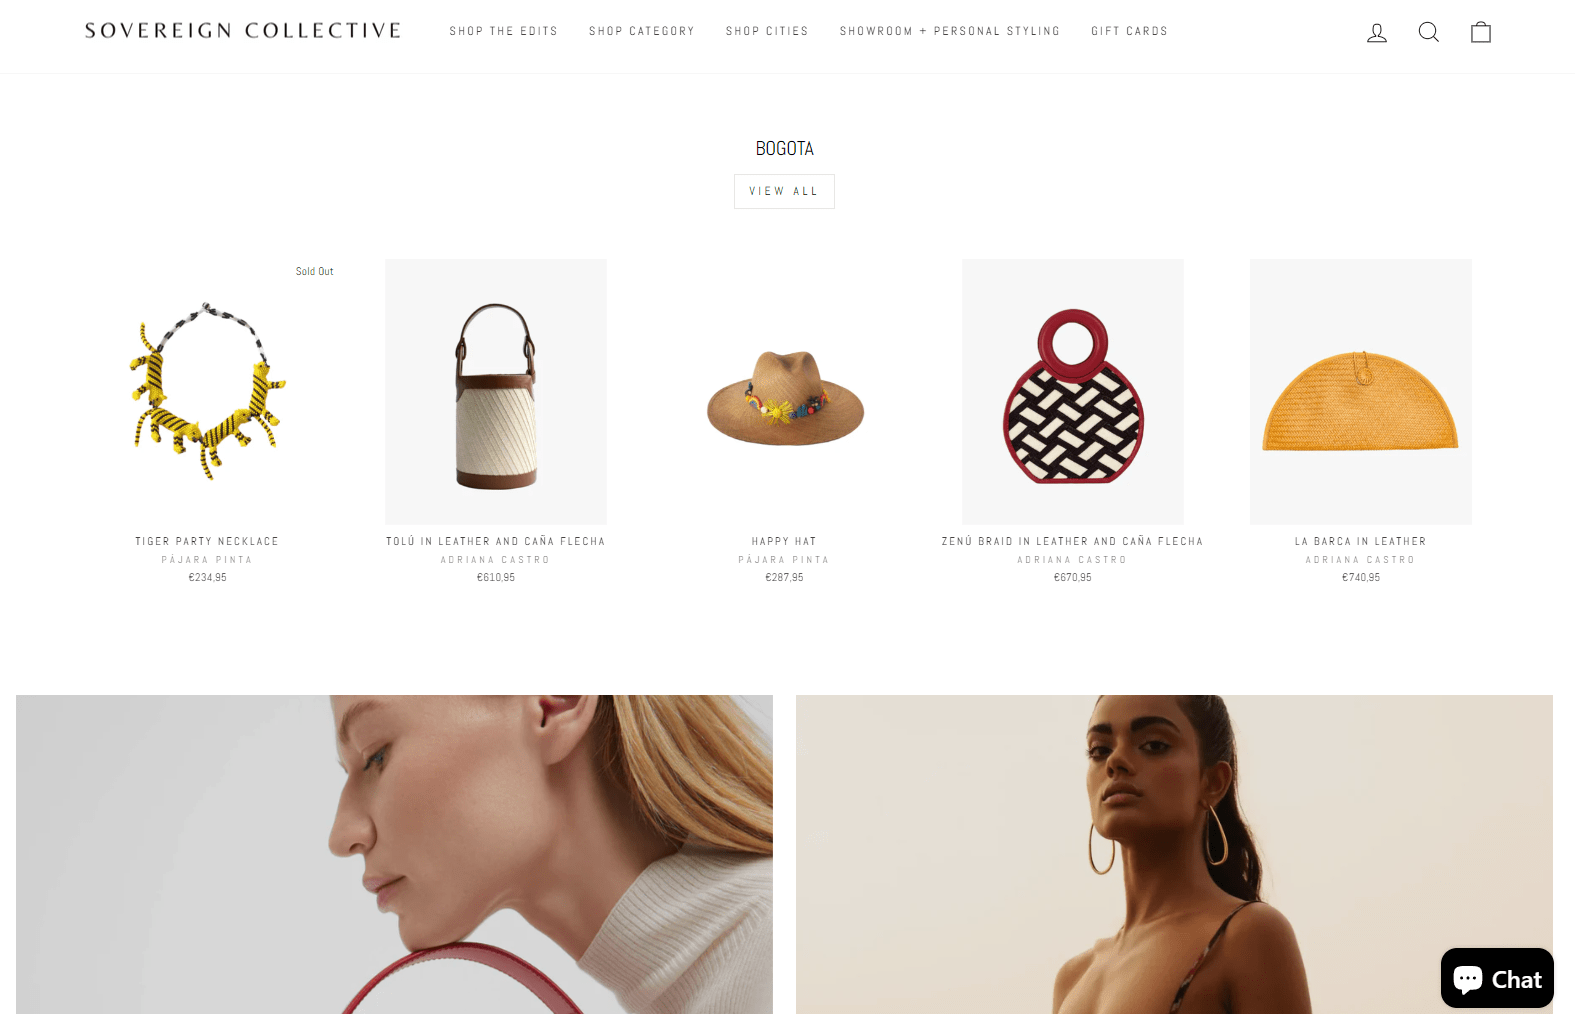 SOVEREIGN COLLECTIVE
SHOP THE EDITS
SHOP CATEGORY
SHOP CITIES
SHOWROOM + PERSONAL STYLING
GIFT CARDS
BOGOTA
VIEW ALL
Sold Out
TIGER PARTY NECKLACE
PÁJARA PINTA
€234,95
TOLÚ IN LEATHER AND CAÑA FLECHA
ADRIANA CASTRO
€610,95
HAPPY HAT
PÁJARA PINTA
€287,95
ZENÚ BRAID IN LEATHER AND CAÑA FLECHA
ADRIANA CASTRO
€670,95
LA BARCA IN LEATHER
ADRIANA CASTRO
€740,95
Chat